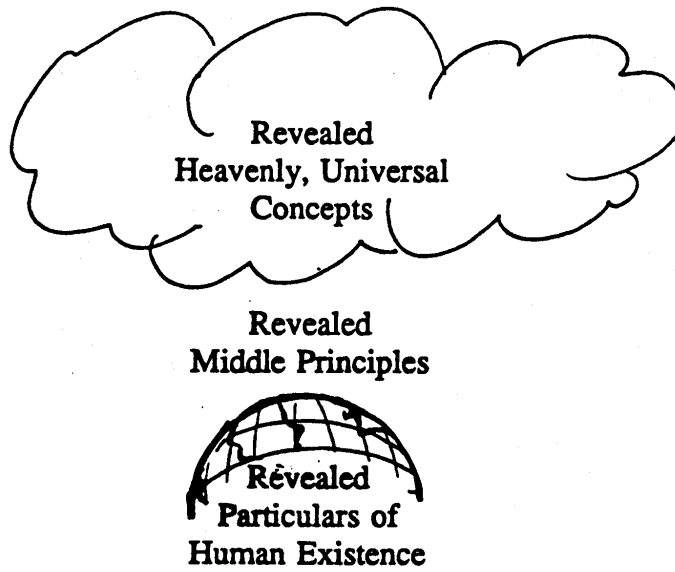 Revealed
Heavenly, Universal
Concepts
Revealed
Middle Principles
Revealed
Particulars of
Human Existence